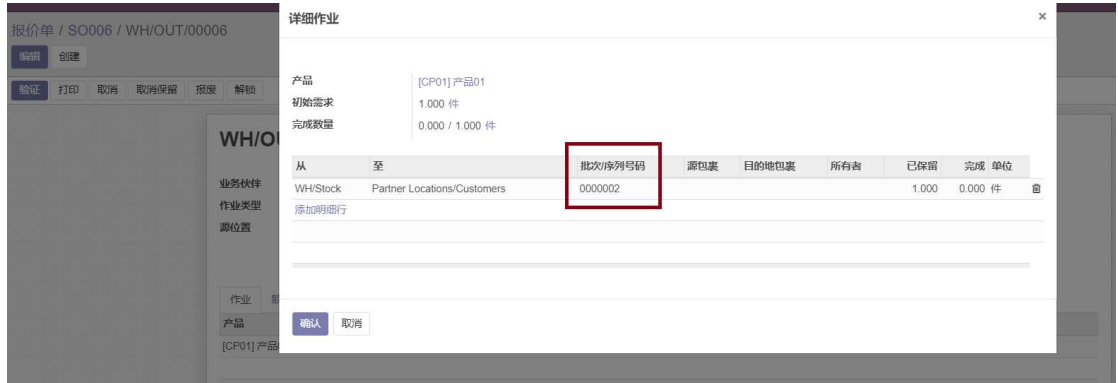 报价单 / SO006 / WH/OUT/00006
编辑 创建
验证 打印 取消 取消保留 报废 解锁
详细作业 ×
产品 [CP01] 产品01
初始需求 1.000 件
完成数量 0.000 / 1.000 件
从 至 批次/序列号码 源包裹 目的地包裹 所有者 已保留 完成 单位
WH/Stock Partner Locations/Customers 0000002 1.000 0.000 件
添加明细行
确认 取消
WH/OU
业务伙伴
作业类型
源位置
作业
产品
[CP01] 产品